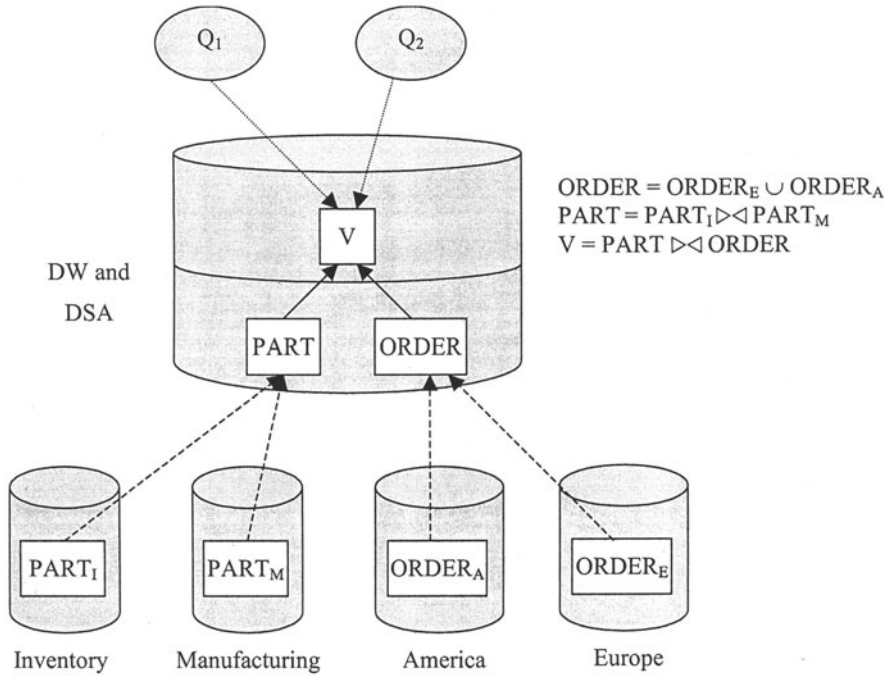 Q₁
Q₂
ORDER = ORDER_E ∪ ORDER_A
PART = PART_I ▷◁ PART_M
V = PART ▷◁ ORDER
V
DW and
DSA
PART
ORDER
PART_I
PART_M
ORDER_A
ORDER_E
Inventory
Manufacturing
America
Europe